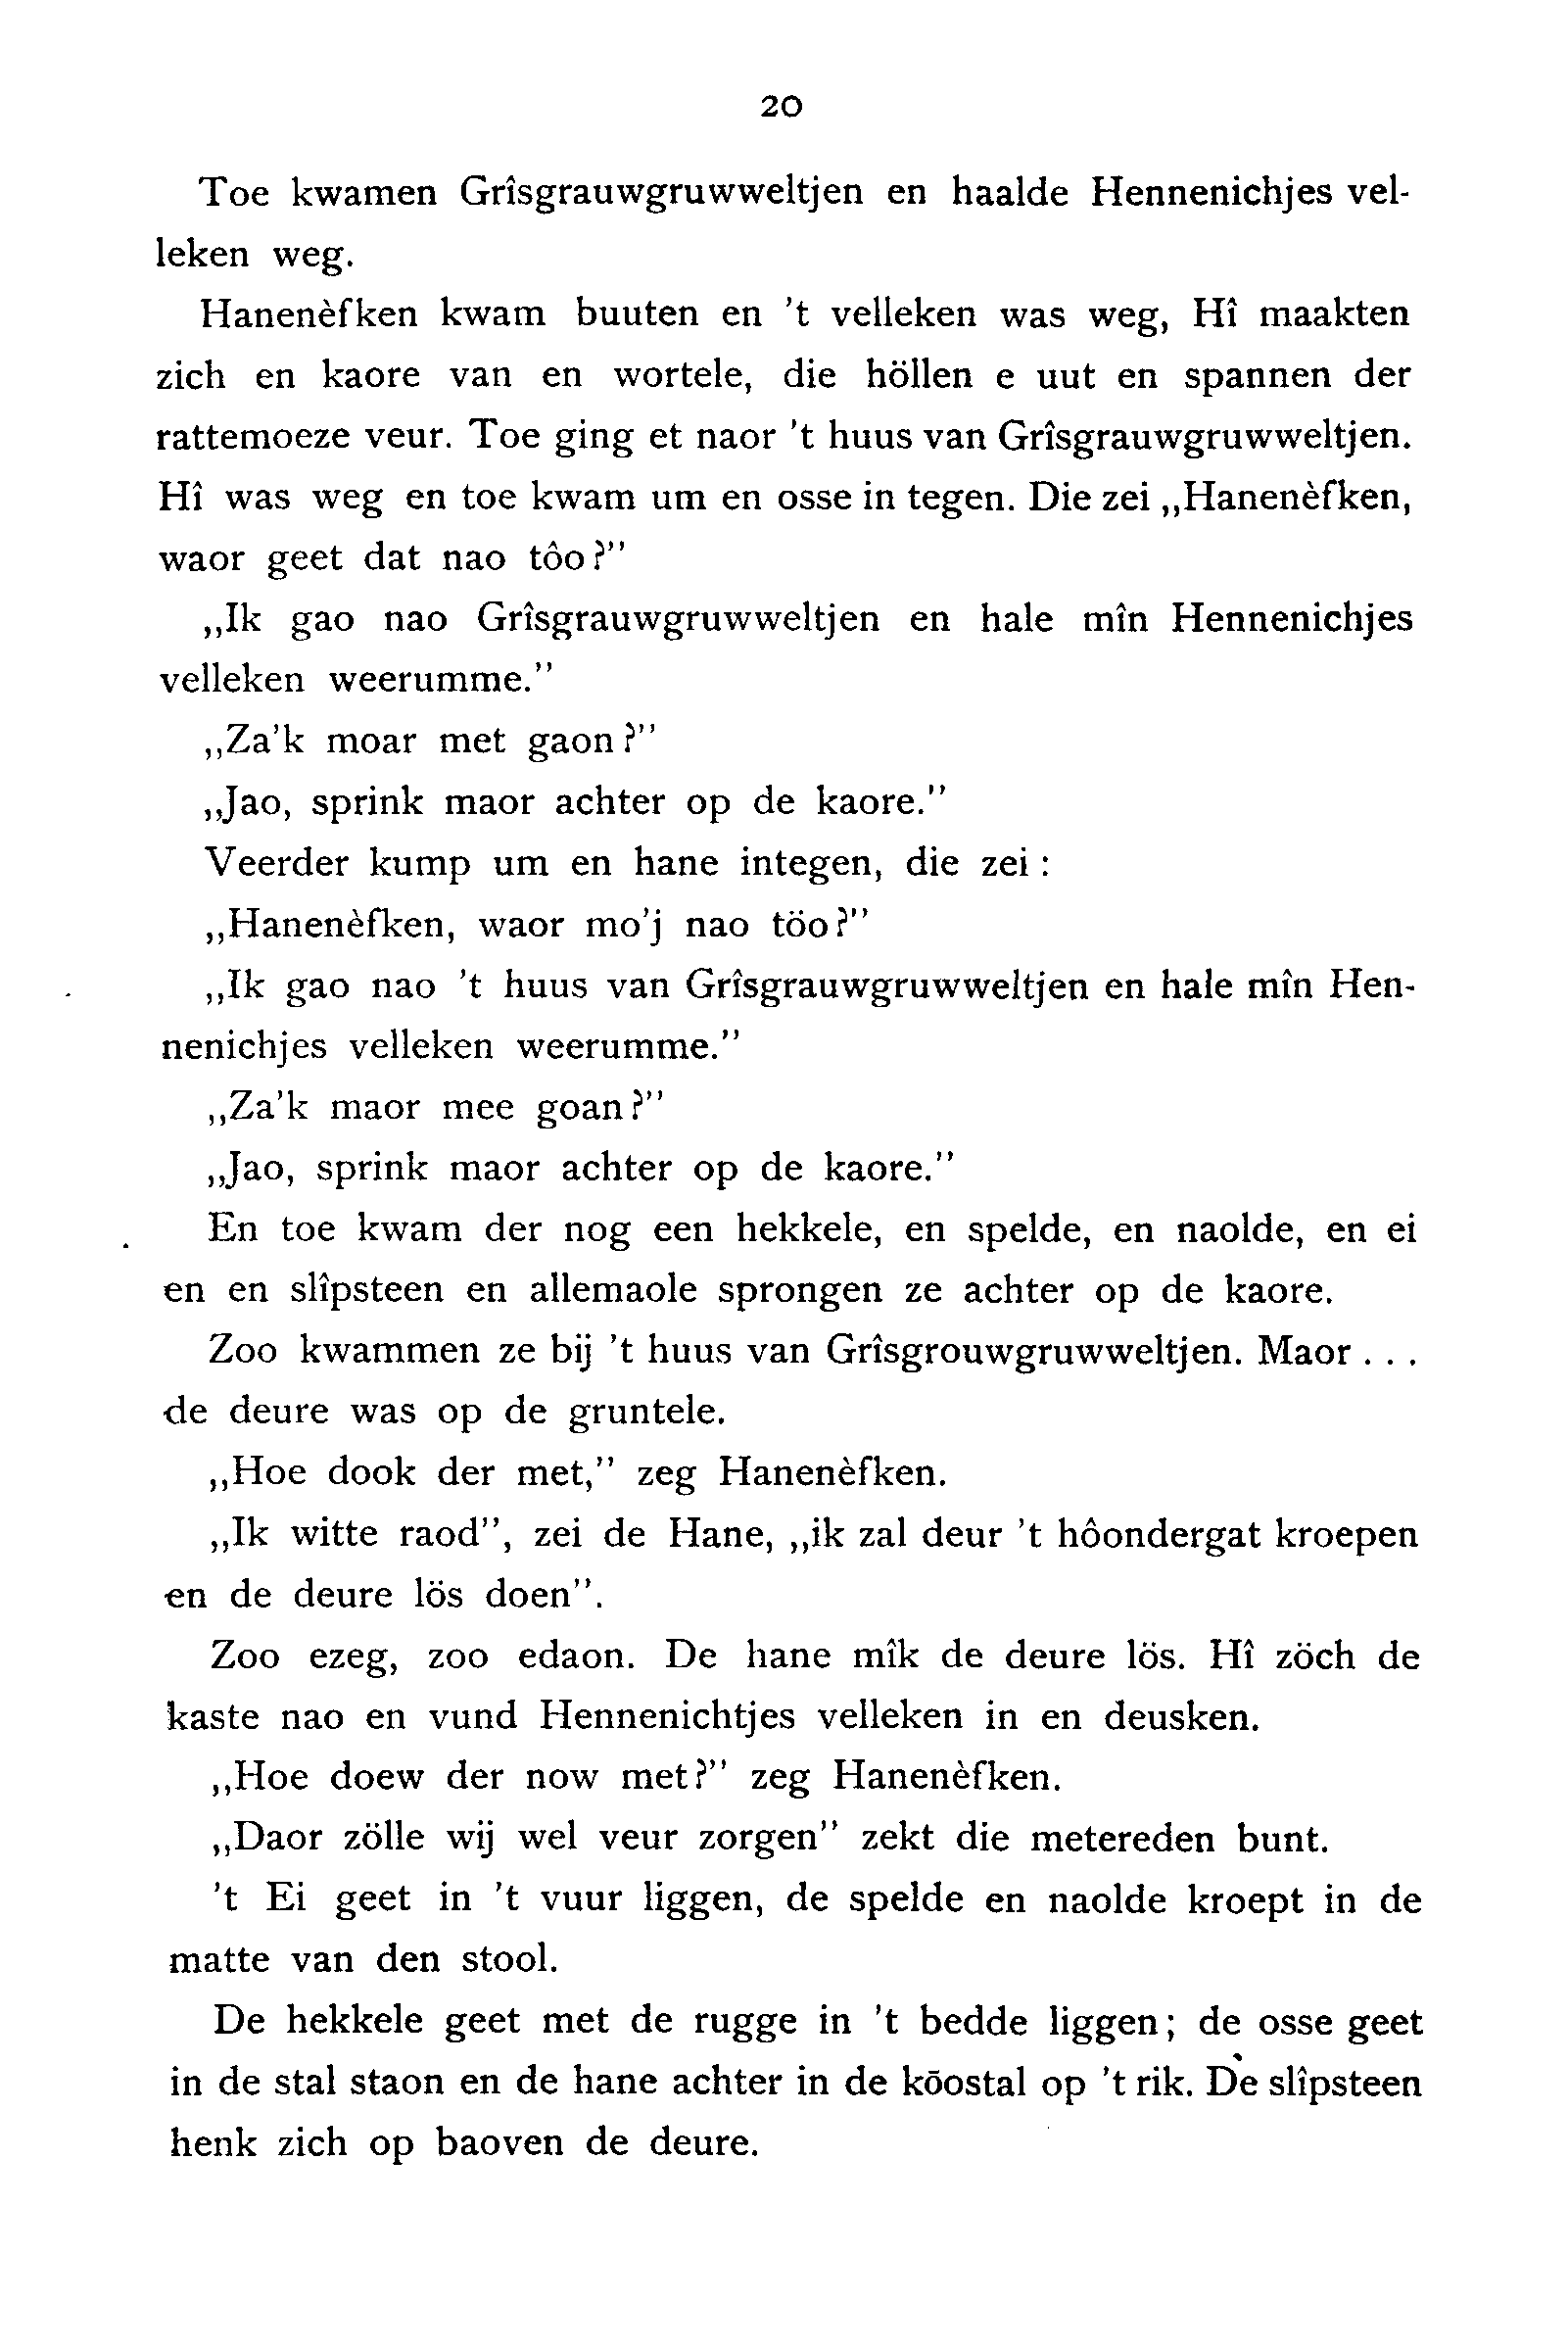 20
Toe kwamen Grîsgrauwgruwweltjen en haalde Hennenichjes vel-
leken weg.
Hanenèfken kwam buuten en 't velleken was weg, Hî maakten
zich en kaore van en wortele, die höllen e uut en spannen der
rattemoeze veur. Toe ging et naor 't huus van Grîsgrauwgruwweltjen.
Hî was weg en toe kwam um en osse in tegen. Die zei „Hanenèfken,
waor geet dat nao tôo?”
„Ik gao nao Grîsgrauwgruwweltjen en hale mîn Hennenichjes
velleken weerumme.”
„Za'k moar met gaon?”
„Jao, sprink maor achter op de kaore.”
Veerder kump um en hane integen, die zei:
„Hanenèfken, waor mo'j nao töo?”
„Ik gao nao 't huus van Grîsgrauwgruwweltjen en hale mîn Hen-
nenichjes velleken weerumme.”
„Za'k maor mee goan?”
„Jao, sprink maor achter op de kaore.”
En toe kwam der nog een hekkele, en spelde, en naolde, en ei
en en slîpsteen en allemaole sprongen ze achter op de kaore.
Zoo kwammen ze bij 't huus van Grîsgrouwgruwweltjen. Maor . . .
de deure was op de gruntele.
„Hoe dook der met,” zeg Hanenèfken.
„Ik witte raod”, zei de Hane, „ik zal deur 't hôondergat kroepen
en de deure lös doen”.
Zoo ezeg, zoo edaon. De hane mîk de deure lös. Hî zöch de
kaste nao en vund Hennenichtjes velleken in en deusken.
„Hoe doew der now met?” zeg Hanenèfken.
„Daor zölle wij wel veur zorgen” zekt die metereden bunt.
't Ei geet in 't vuur liggen, de spelde en naolde kroept in de
matte van den stool.
De hekkele geet met de rugge in 't bedde liggen; de osse geet
in de stal staon en de hane achter in de kōostal op 't rik. De slîpsteen
henk zich op baoven de deure.